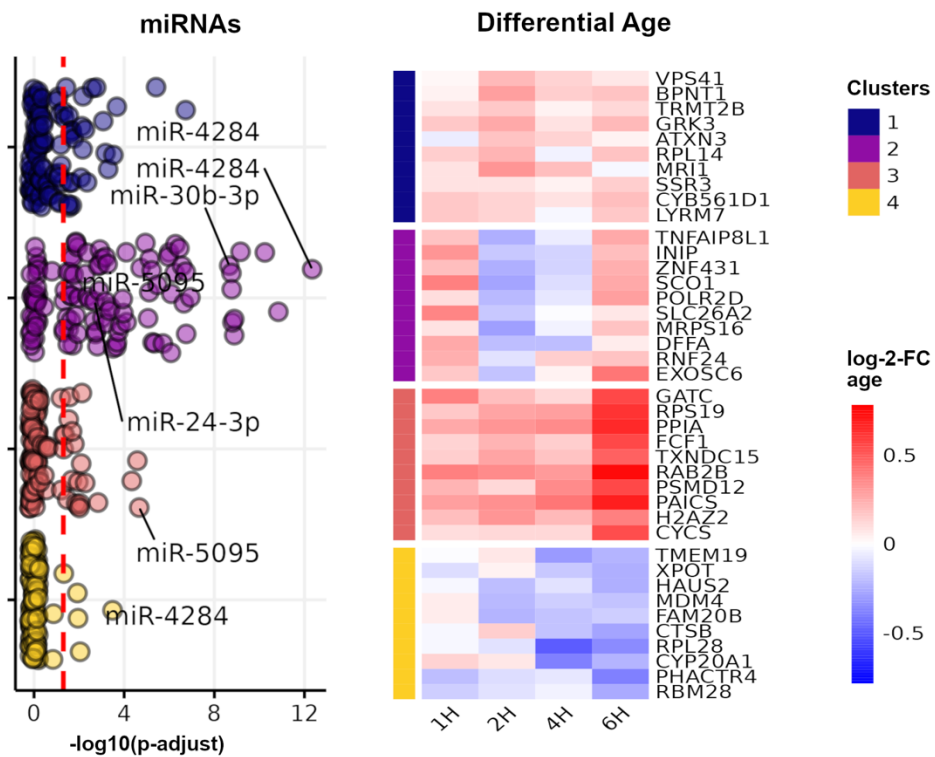 miRNAs
miR-4284
miR-4284
miR-30b-3p
miR-5095
miR-24-3p
miR-5095
miR-4284
0
4
8
12
-log10(p-adjust)
Differential Age
VPS41
BPNT1
TRMT2B
GRK3
ATXN3
RPL14
MRI1
SSR3
CYB561D1
LYRM7
TNFAIP8L1
INIP
ZNF431
SCO1
POLR2D
SLC26A2
MRPS16
DFFA
RNF24
EXOSC6
GATC
RPS19
PPIA
FCF1
TXNDC15
RAB2B
PSMD12
PAICS
H2AZ2
CYCS
TMEM19
XPOT
HAUS2
MDM4
FAM20B
CTSB
RPL28
CYP20A1
PHACTR4
RBM28
1H
2H
4H
6H
Clusters
1
2
3
4
log-2-FC
age
0.5
0
-0.5